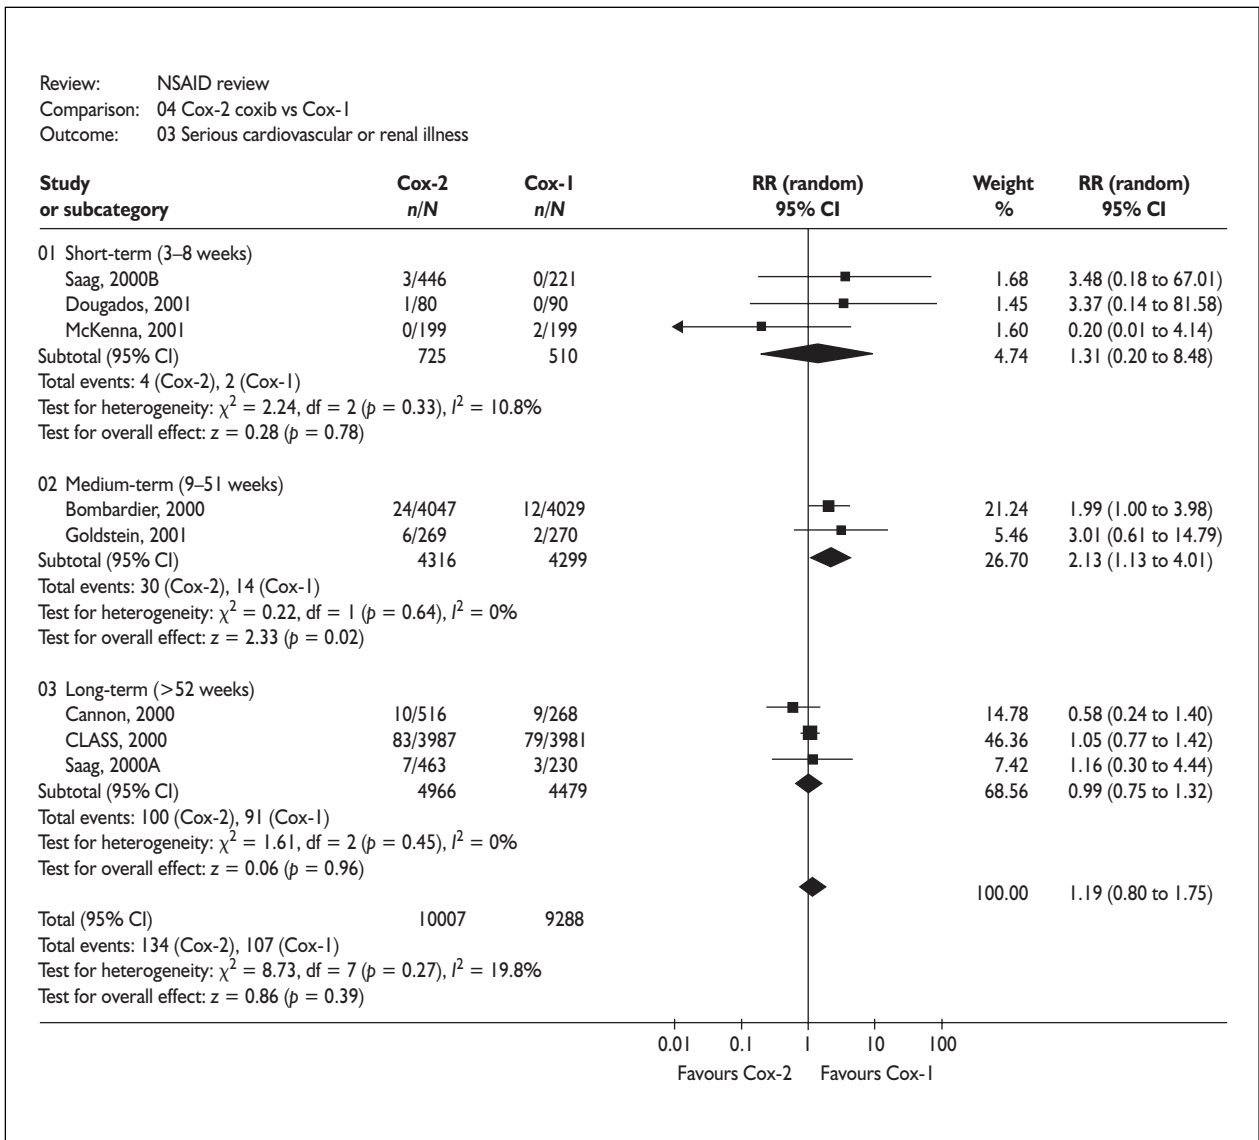 Review: NSAID review
Comparison: 04 Cox-2 coxib vs Cox-1
Outcome: 03 Serious cardiovascular or renal illness
Study Cox-2 Cox-1 RR (random) Weight RR (random)
or subcategory n/N n/N 95% CI % 95% CI
01 Short-term (3–8 weeks)
Saag, 2000B 3/446 0/221 1.68 3.48 (0.18 to 67.01)
Dougados, 2001 1/80 0/90 1.45 3.37 (0.14 to 81.58)
McKenna, 2001 0/199 2/199 1.60 0.20 (0.01 to 4.14)
Subtotal (95% CI) 725 510 4.74 1.31 (0.20 to 8.48)
Total events: 4 (Cox-2), 2 (Cox-1)
Test for heterogeneity: χ² = 2.24, df = 2 (p = 0.33), I² = 10.8%
Test for overall effect: z = 0.28 (p = 0.78)
02 Medium-term (9–51 weeks)
Bombardier, 2000 24/4047 12/4029 21.24 1.99 (1.00 to 3.98)
Goldstein, 2001 6/269 2/270 5.46 3.01 (0.61 to 14.79)
Subtotal (95% CI) 4316 4299 26.70 2.13 (1.13 to 4.01)
Total events: 30 (Cox-2), 14 (Cox-1)
Test for heterogeneity: χ² = 0.22, df = 1 (p = 0.64), I² = 0%
Test for overall effect: z = 2.33 (p = 0.02)
03 Long-term (>52 weeks)
Cannon, 2000 10/516 9/268 14.78 0.58 (0.24 to 1.40)
CLASS, 2000 83/3987 79/3981 46.36 1.05 (0.77 to 1.42)
Saag, 2000A 7/463 3/230 7.42 1.16 (0.30 to 4.44)
Subtotal (95% CI) 4966 4479 68.56 0.99 (0.75 to 1.32)
Total events: 100 (Cox-2), 91 (Cox-1)
Test for heterogeneity: χ² = 1.61, df = 2 (p = 0.45), I² = 0%
Test for overall effect: z = 0.06 (p = 0.96)
100.00 1.19 (0.80 to 1.75)
Total (95% CI) 10007 9288
Total events: 134 (Cox-2), 107 (Cox-1)
Test for heterogeneity: χ² = 8.73, df = 7 (p = 0.27), I² = 19.8%
Test for overall effect: z = 0.86 (p = 0.39)
0.01 0.1 1 10 100
Favours Cox-2 Favours Cox-1